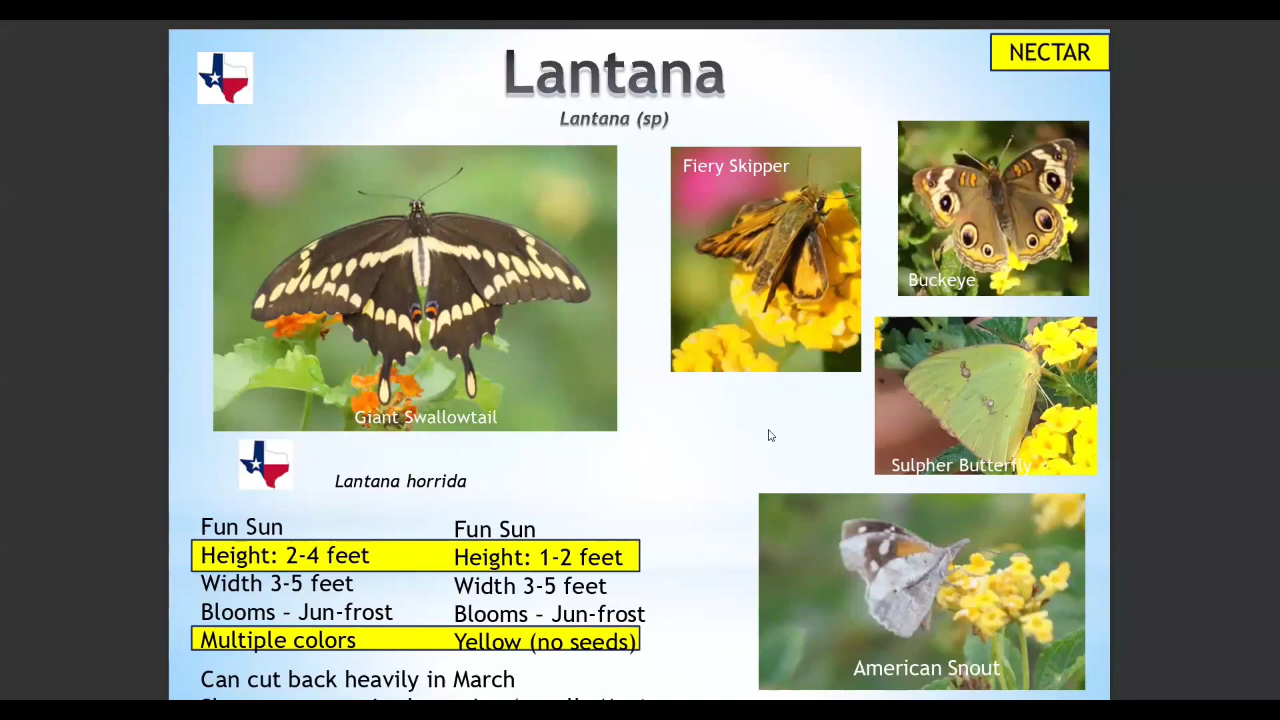 NECTAR
Lantana
Lantana (sp)
Fiery Skipper
Buckeye
Giant Swallowtail
Sulpher Butterfly
Lantana horrida
Fun Sun
Height: 2-4 feet
Width 3-5 feet
Blooms – Jun-frost
Multiple colors
Fun Sun
Height: 1-2 feet
Width 3-5 feet
Blooms – Jun-frost
Yellow (no seeds)
Can cut back heavily in March
American Snout